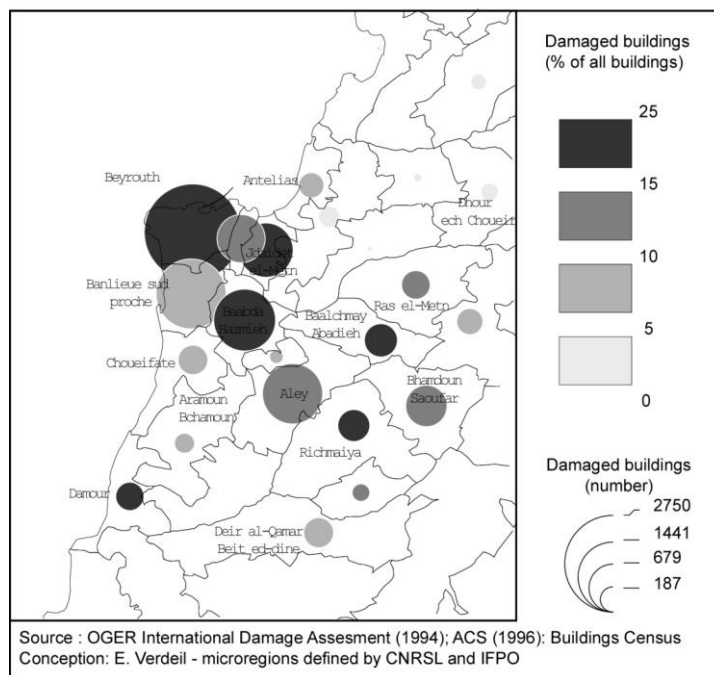 Beyrouth
Antelias
Dhour
ech Choueir
Jdaidet
el-Metn
Banlieue sud
proche
Ras el-Metn
Baabda
Hazmieh
Baalchmay
Abadieh
Choueifate
Aley
Bhamdoun
Saoufar
Aramoun
Bchamoun
Richmaiya
Damour
Deir al-Qamar
Beit ed-dine
Damaged buildings
(% of all buildings)
25
15
10
5
0
Damaged buildings
(number)
2750
1441
679
187
Source : OGER International Damage Assesment (1994); ACS (1996): Buildings Census
Conception: E. Verdeil - microregions defined by CNRSL and IFPO